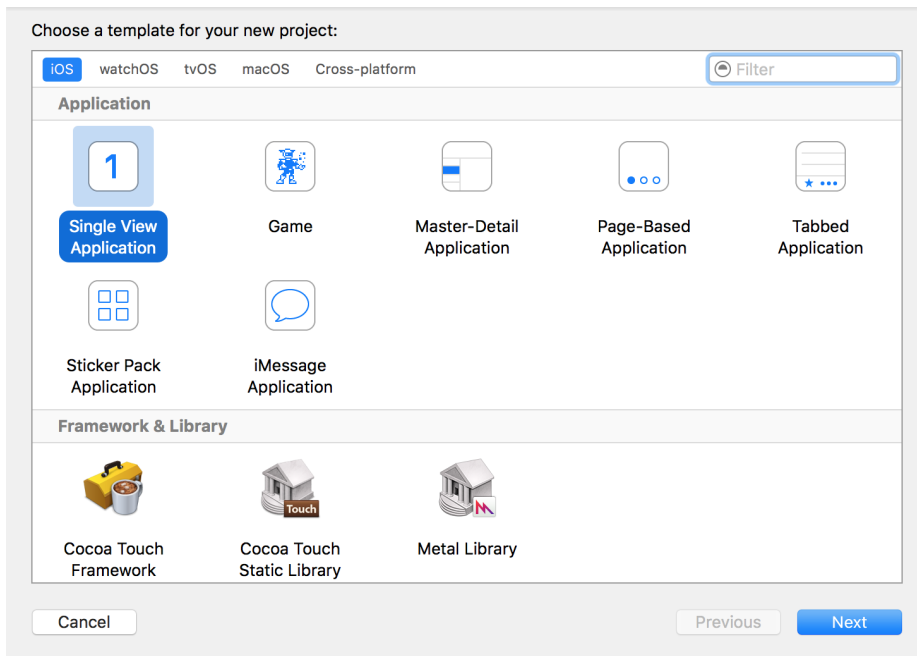 Choose a template for your new project:
iOS watchOS tvOS macOS Cross-platform Filter
Application
1
Single View Application
Game
Master-Detail Application
Page-Based Application
Tabbed Application
Sticker Pack Application
iMessage Application
Framework & Library
Touch
Cocoa Touch Framework
Cocoa Touch Static Library
Metal Library
Cancel Previous Next